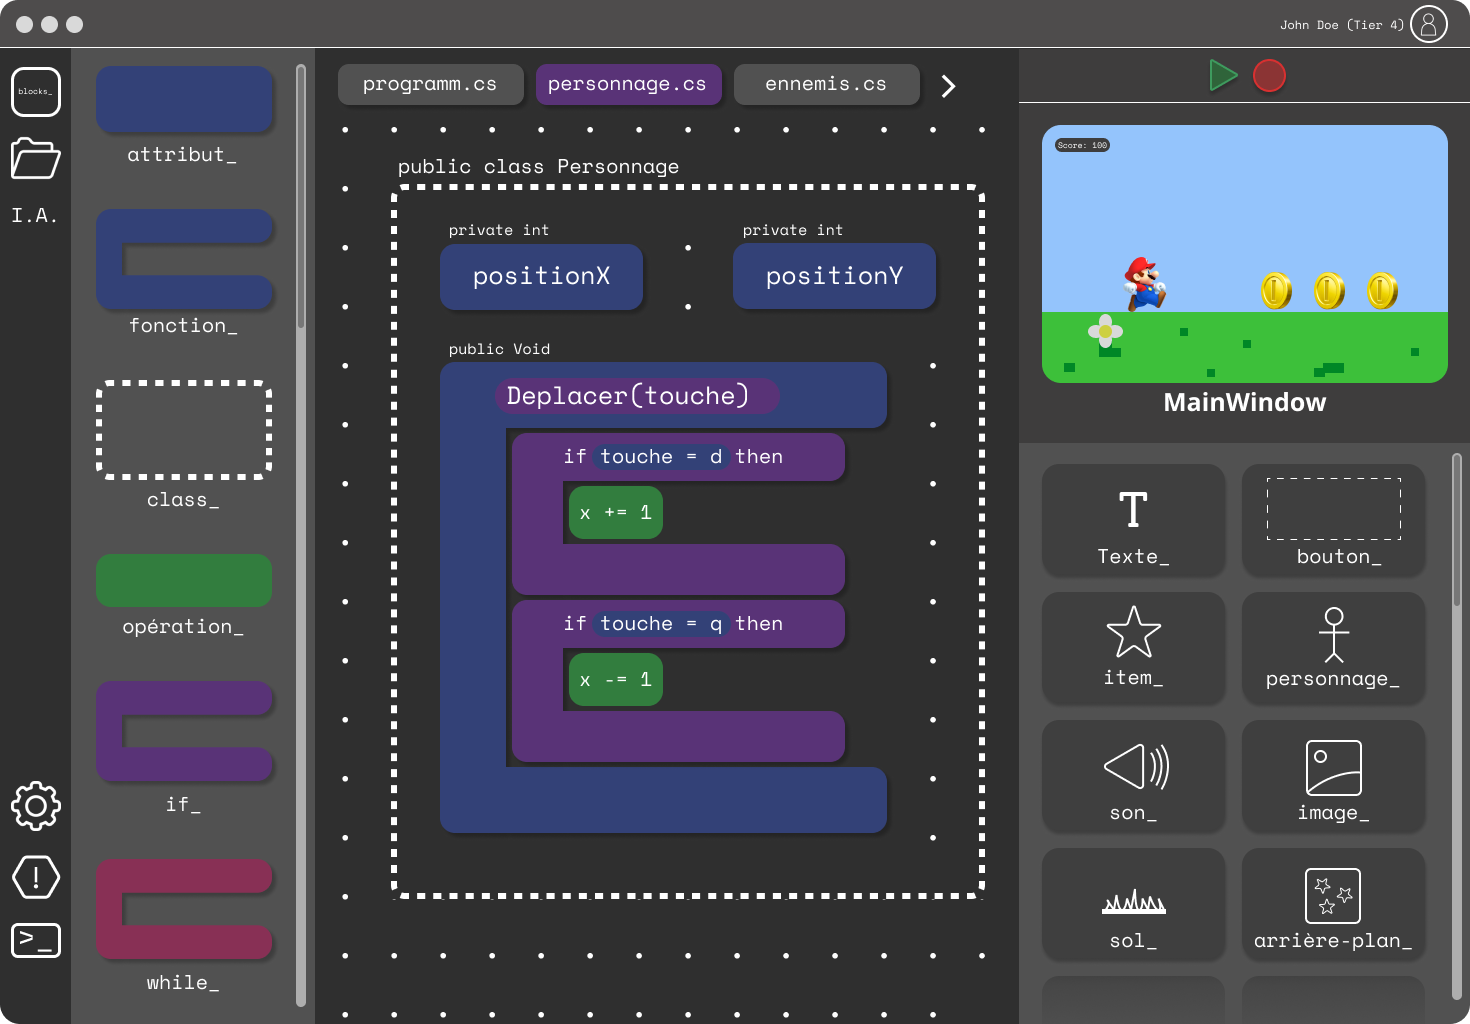 John Doe (Tier 4)
blocks_
I.A.
>_
attribut_
fonction_
class_
opération_
if_
while_
programm.cs
personnage.cs
ennemis.cs
public class Personnage
private int
positionX
private int
positionY
public Void
Deplacer(touche)
if touche = d then
x += 1
if touche = q then
x -= 1
Score: 100
MainWindow
T
Texte_
bouton_
item_
personnage_
son_
image_
sol_
arrière-plan_